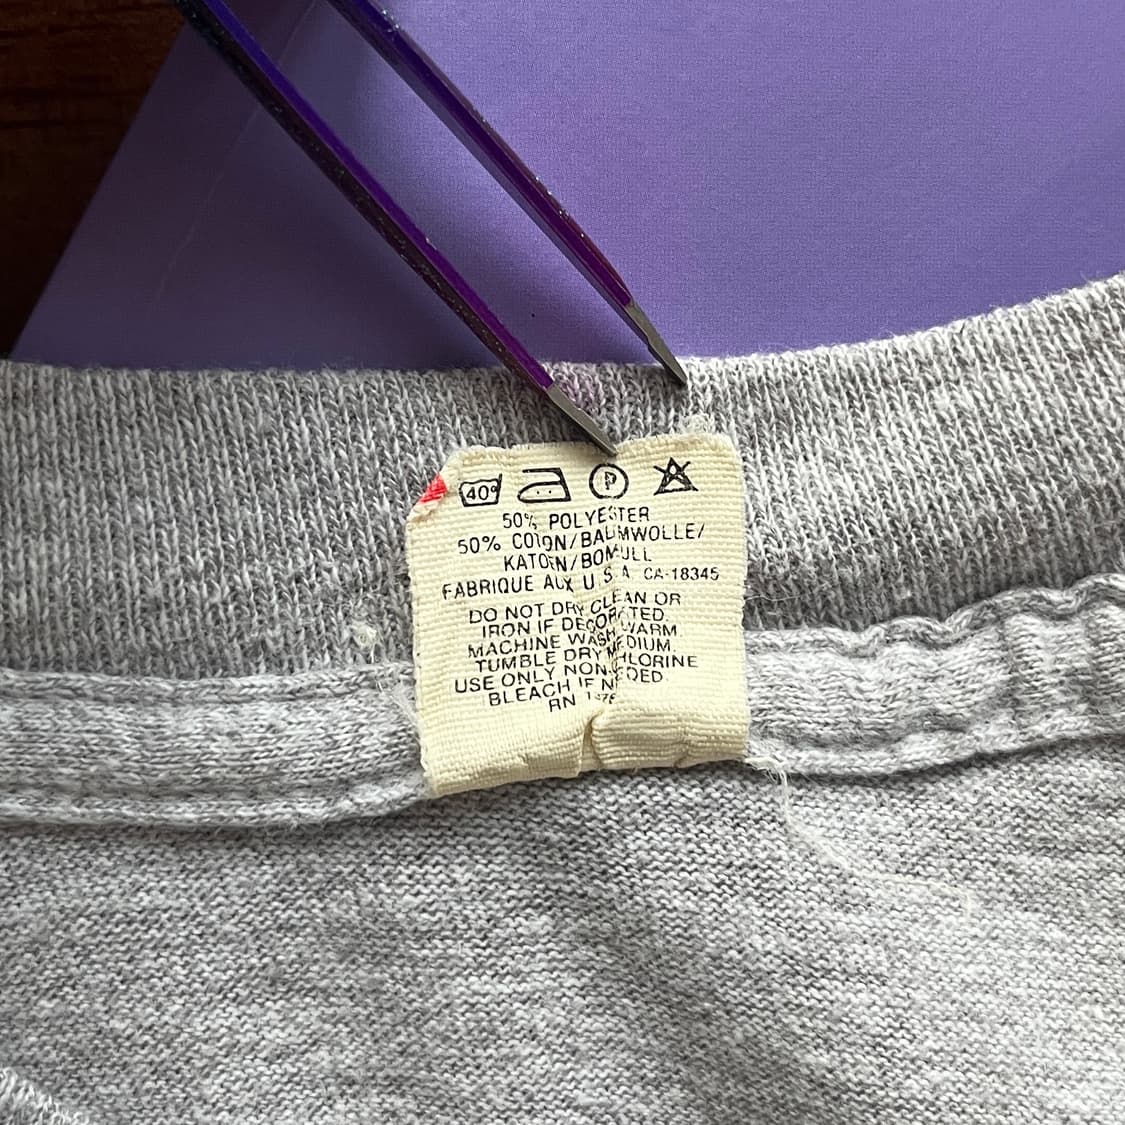 40° P
50% POLYESTER
50% COTON/BAUMWOLLE/
KATOEN/BOMULL
FABRIQUE AUX U.S.A. CA-18345
DO NOT DRY CLEAN OR
IRON IF DECORATED.
MACHINE WASH WARM
TUMBLE DRY MEDIUM.
USE ONLY NON-CHLORINE
BLEACH IF NEEDED
RN